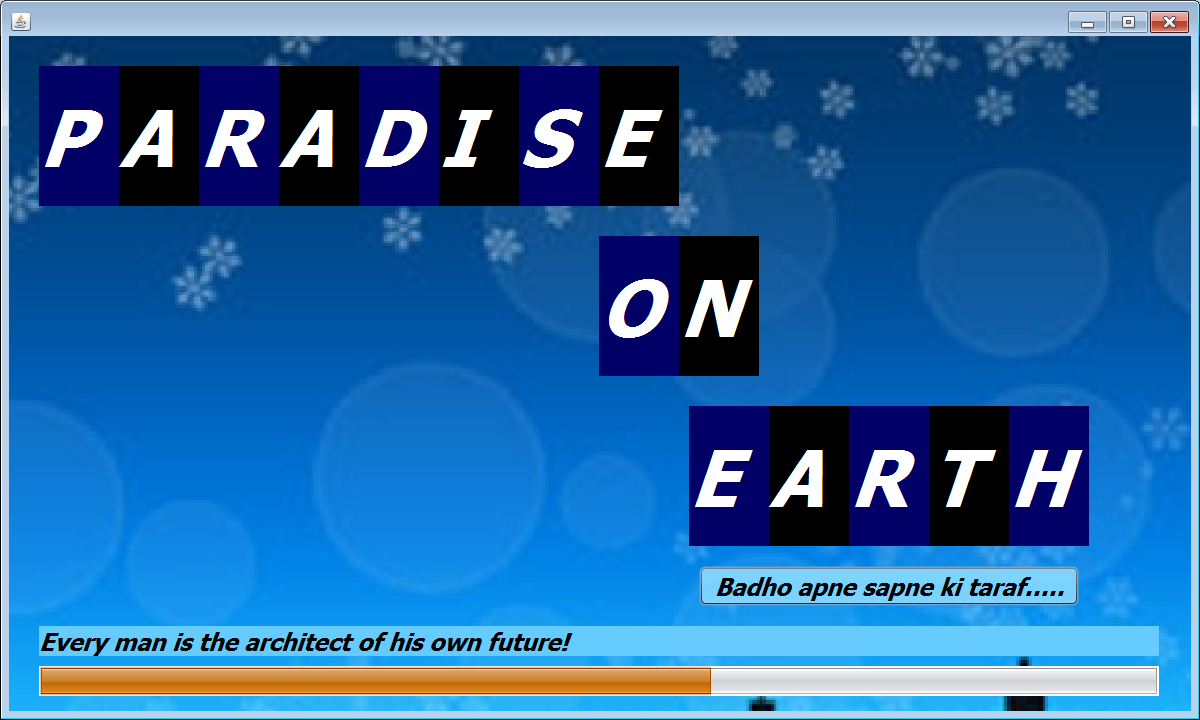 PARADISE
ON
EARTH
Badho apne sapne ki taraf.....
Every man is the architect of his own future!